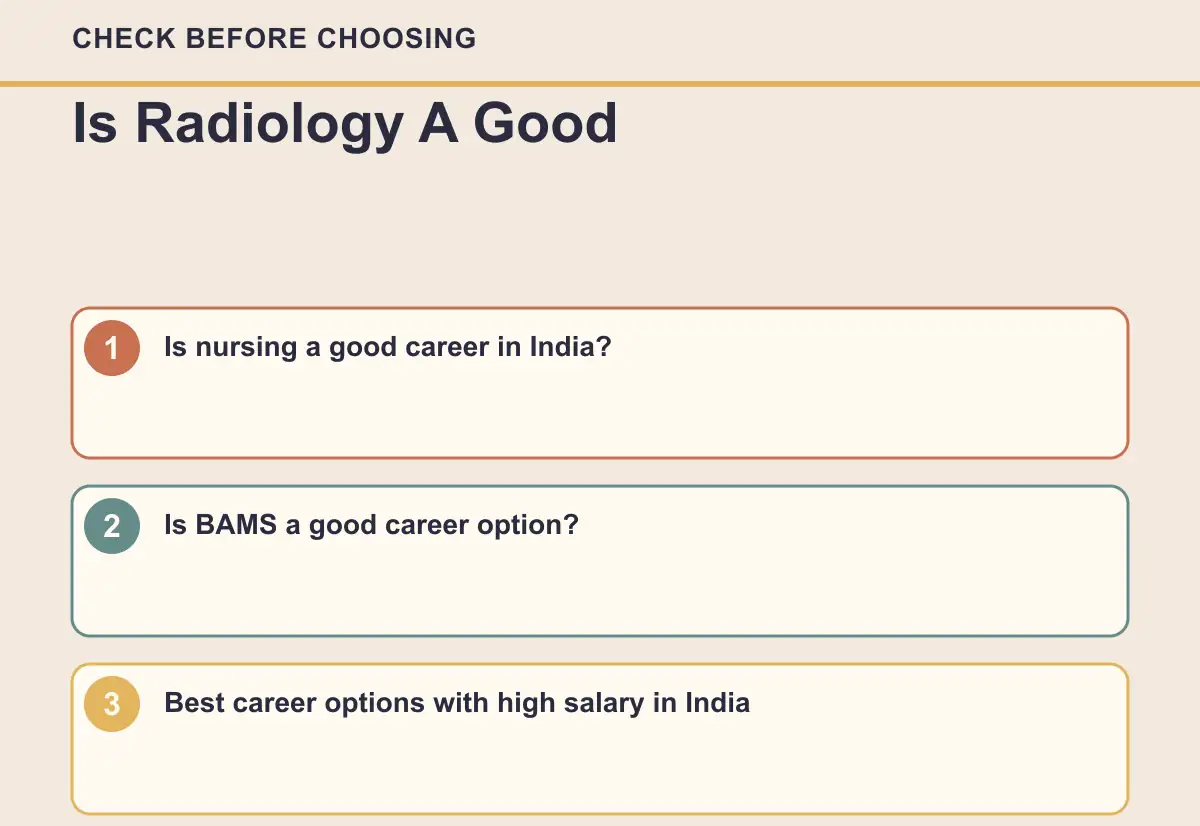 CHECK BEFORE CHOOSING
Is Radiology A Good
1 Is nursing a good career in India?
2 Is BAMS a good career option?
3 Best career options with high salary in India